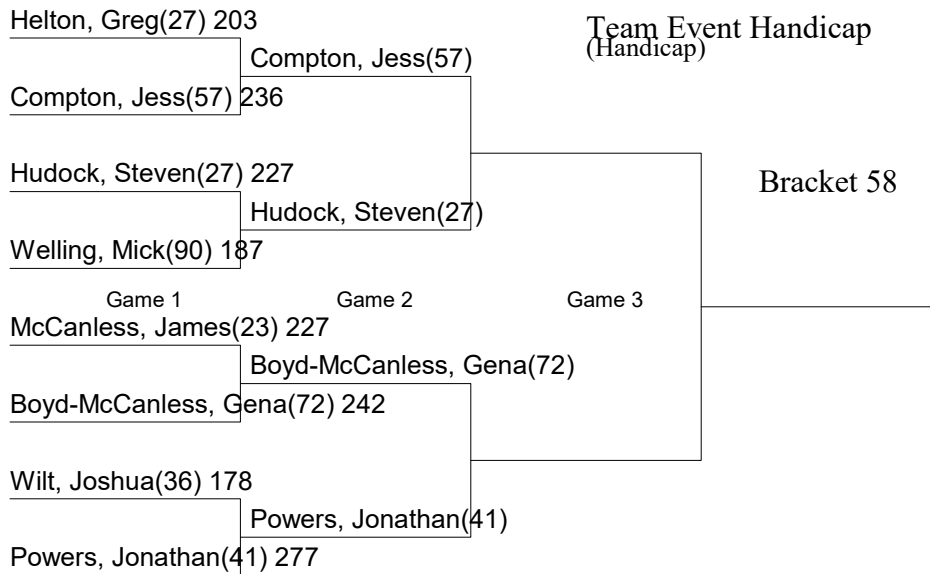 Helton, Greg(27) 203
Team Event Handicap
(Handicap)
Compton, Jess(57)
Compton, Jess(57) 236
Hudock, Steven(27) 227
Bracket 58
Hudock, Steven(27)
Welling, Mick(90) 187
Game 1
Game 2
Game 3
McCanless, James(23) 227
Boyd-McCanless, Gena(72)
Boyd-McCanless, Gena(72) 242
Wilt, Joshua(36) 178
Powers, Jonathan(41)
Powers, Jonathan(41) 277